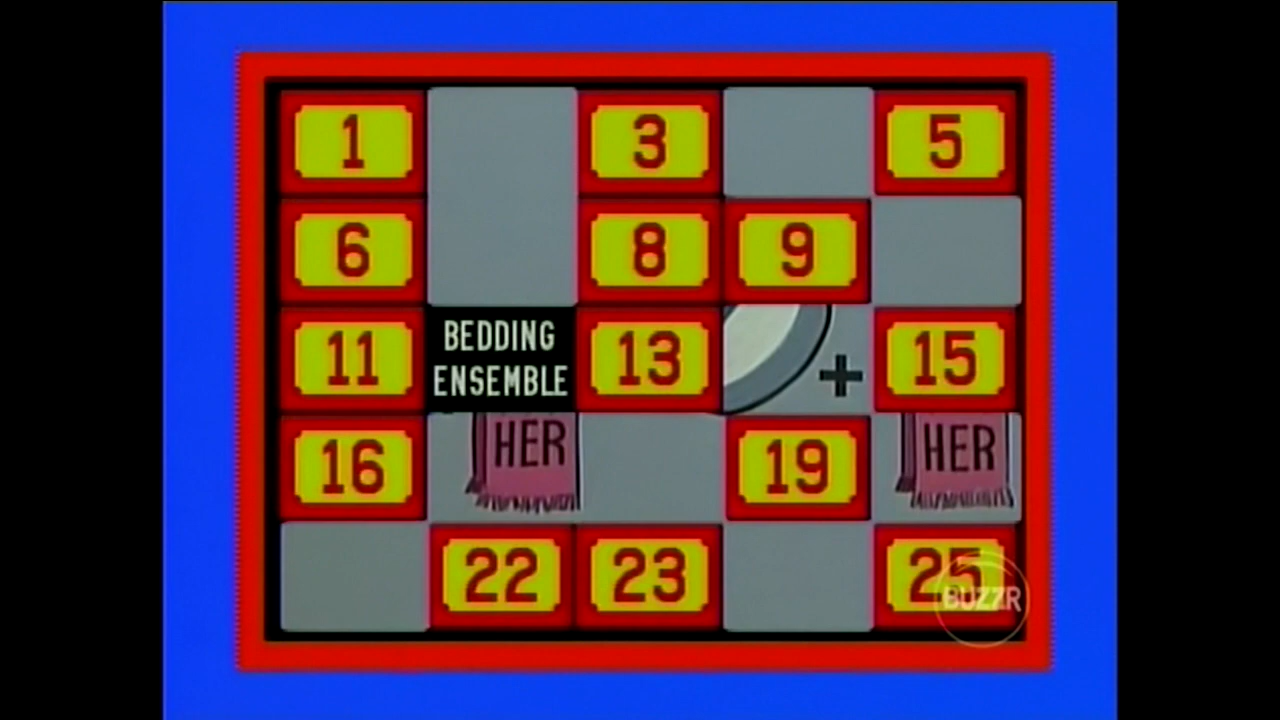 1 3 5
6 8 9
11 BEDDING
ENSEMBLE 13 + 15
16 HER 19 HER
22 23 25
BUZZR